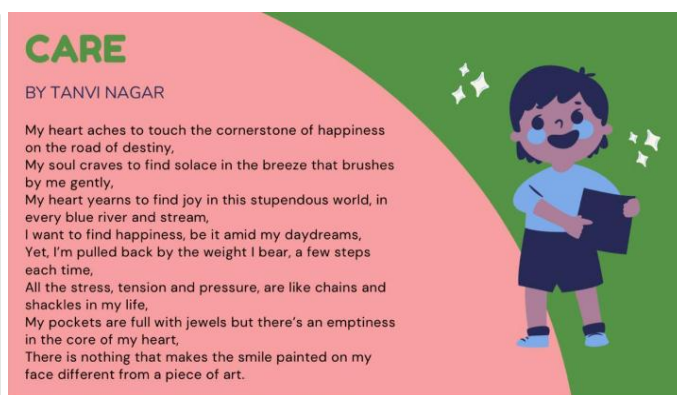 CARE
BY TANVI NAGAR
My heart aches to touch the cornerstone of happiness
on the road of destiny,
My soul craves to find solace in the breeze that brushes
by me gently,
My heart yearns to find joy in this stupendous world, in
every blue river and stream,
I want to find happiness, be it amid my daydreams,
Yet, I'm pulled back by the weight I bear, a few steps
each time,
All the stress, tension and pressure, are like chains and
shackles in my life,
My pockets are full with jewels but there's an emptiness
in the core of my heart,
There is nothing that makes the smile painted on my
face different from a piece of art.